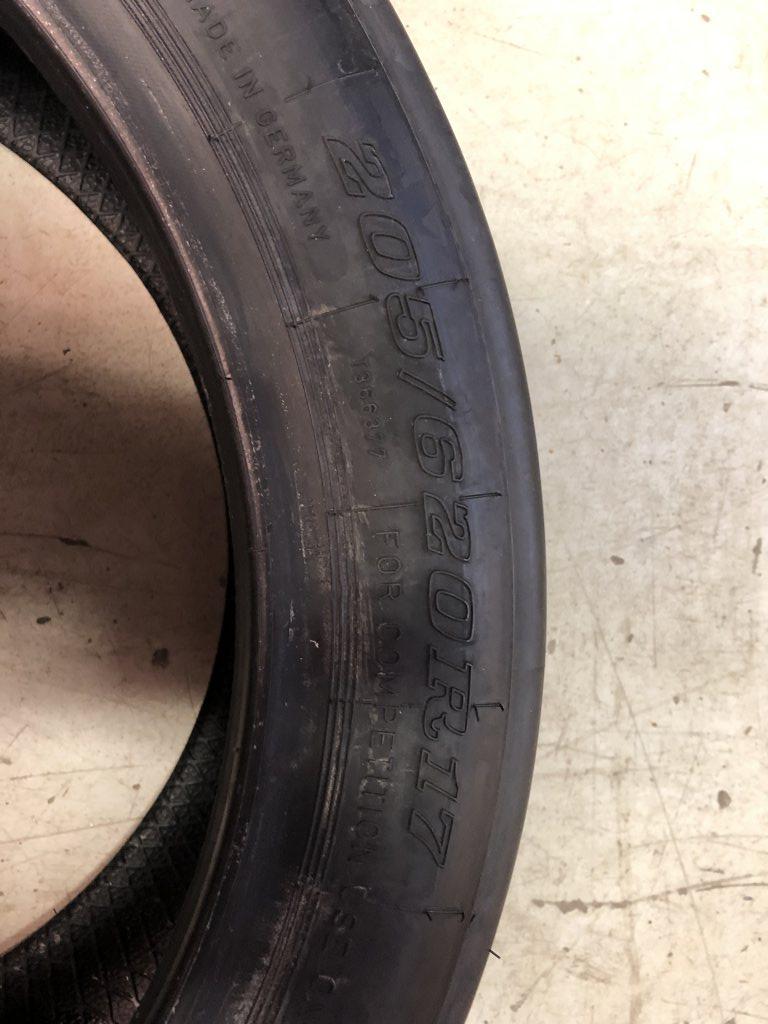 MADE IN GERMANY
205/620R17
FOR COMPETITION USE